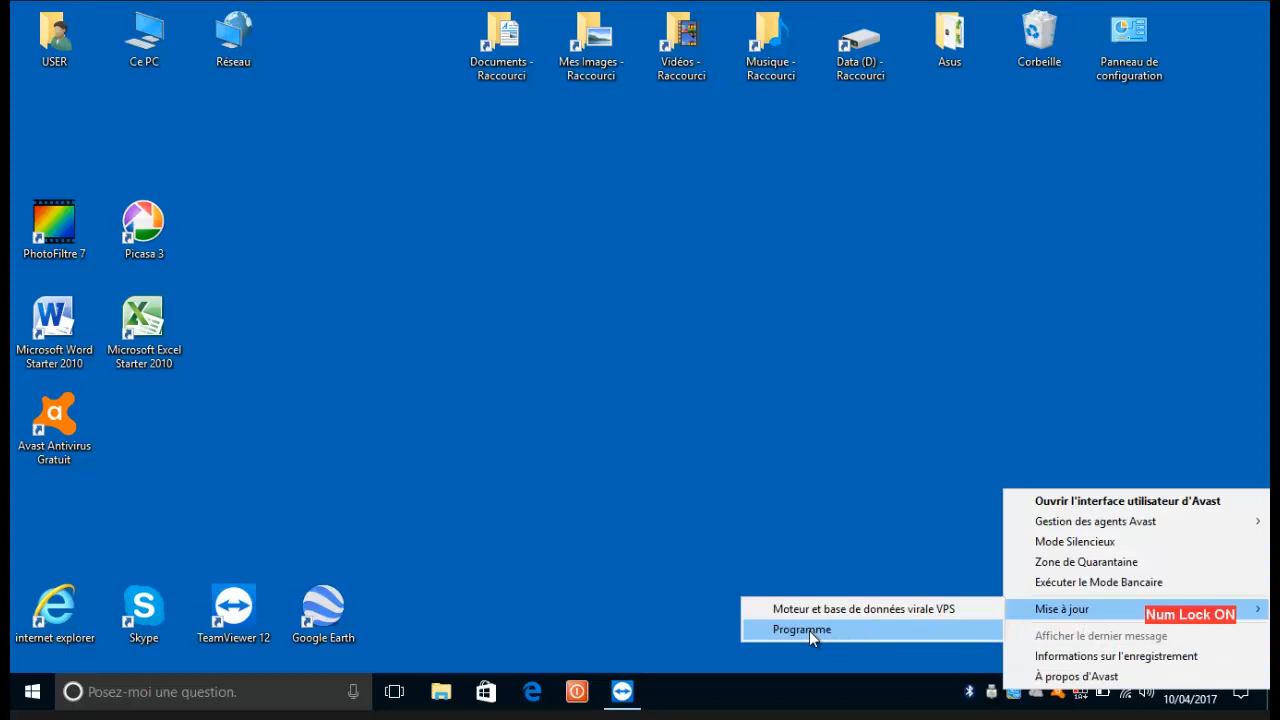 USER
Ce PC
Réseau
Documents -
Raccourci
Mes Images -
Raccourci
Vidéos -
Raccourci
Musique -
Raccourci
Data (D) -
Raccourci
Asus
Corbeille
Panneau de
configuration
PhotoFiltre 7
Picasa 3
Microsoft Word
Starter 2010
Microsoft Excel
Starter 2010
Avast Antivirus
Gratuit
internet explorer
Skype
TeamViewer 12
Google Earth
Moteur et base de données virale VPS
Programme
Ouvrir l'interface utilisateur d'Avast
Gestion des agents Avast
Mode Silencieux
Zone de Quarantaine
Exécuter le Mode Bancaire
Mise à jour
Num Lock ON
Afficher le dernier message
Informations sur l'enregistrement
À propos d'Avast
Posez-moi une question.
10/04/2017